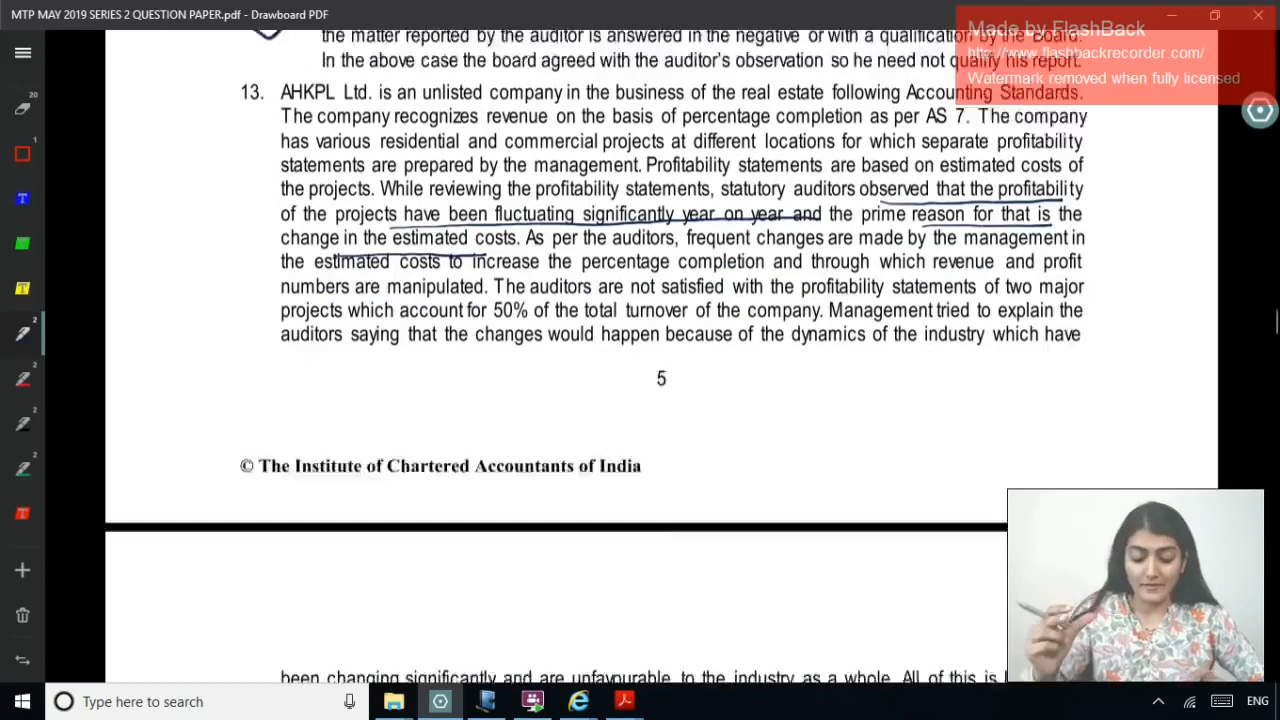 MTP MAY 2019 SERIES 2 QUESTION PAPER.pdf - Drawboard PDF
Made by FlashBack
http://www.flashbackrecorder.com/
Watermark removed when fully licensed
the matter reported by the auditor is answered in the negative or with a qualification by the Board.
In the above case the board agreed with the auditor's observation so he need not qualify his report.
13. AHKPL Ltd. is an unlisted company in the business of the real estate following Accounting Standards.
The company recognizes revenue on the basis of percentage completion as per AS 7. The company
has various residential and commercial projects at different locations for which separate profitability
statements are prepared by the management. Profitability statements are based on estimated costs of
the projects. While reviewing the profitability statements, statutory auditors observed that the profitability
of the projects have been fluctuating significantly year on year and the prime reason for that is the
change in the estimated costs. As per the auditors, frequent changes are made by the management in
the estimated costs to increase the percentage completion and through which revenue and profit
numbers are manipulated. The auditors are not satisfied with the profitability statements of two major
projects which account for 50% of the total turnover of the company. Management tried to explain the
auditors saying that the changes would happen because of the dynamics of the industry which have
5
© The Institute of Chartered Accountants of India
been changing significantly and are unfavourable to the industry as a whole. All of this is
20
1
T
T
2
2
2
2
T
Type here to search
ENG